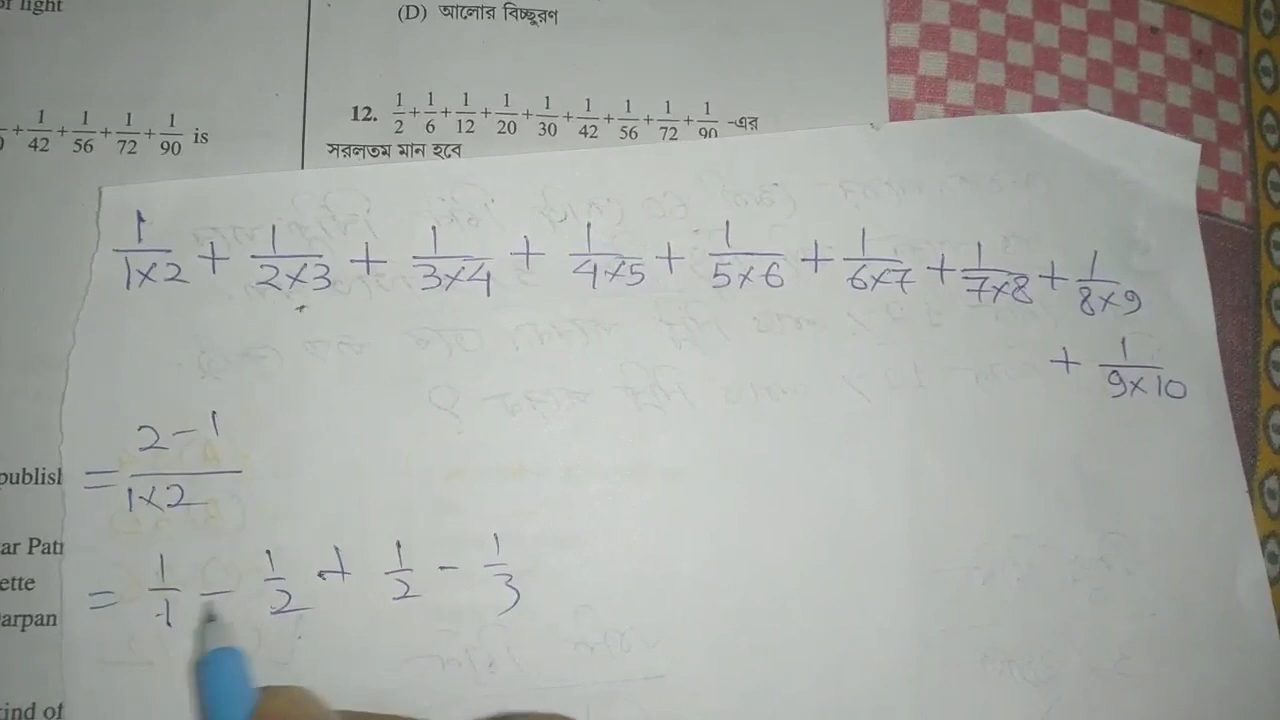 of light
(D) আলোর বিচ্ছুরণ
+ 1/42 + 1/56 + 1/72 + 1/90 is
12. 1/2 + 1/6 + 1/12 + 1/20 + 1/30 + 1/42 + 1/56 + 1/72 + 1/90 -এর
সরলতম মান হবে
1/1×2 + 1/2×3 + 1/3×4 + 1/4×5 + 1/5×6 + 1/6×7 + 1/7×8 + 1/8×9
+ 1/9×10
= 2-1/1×2
= 1/1 - 1/2 + 1/2 - 1/3
publish
ar Patr
ette
arpan
kind of